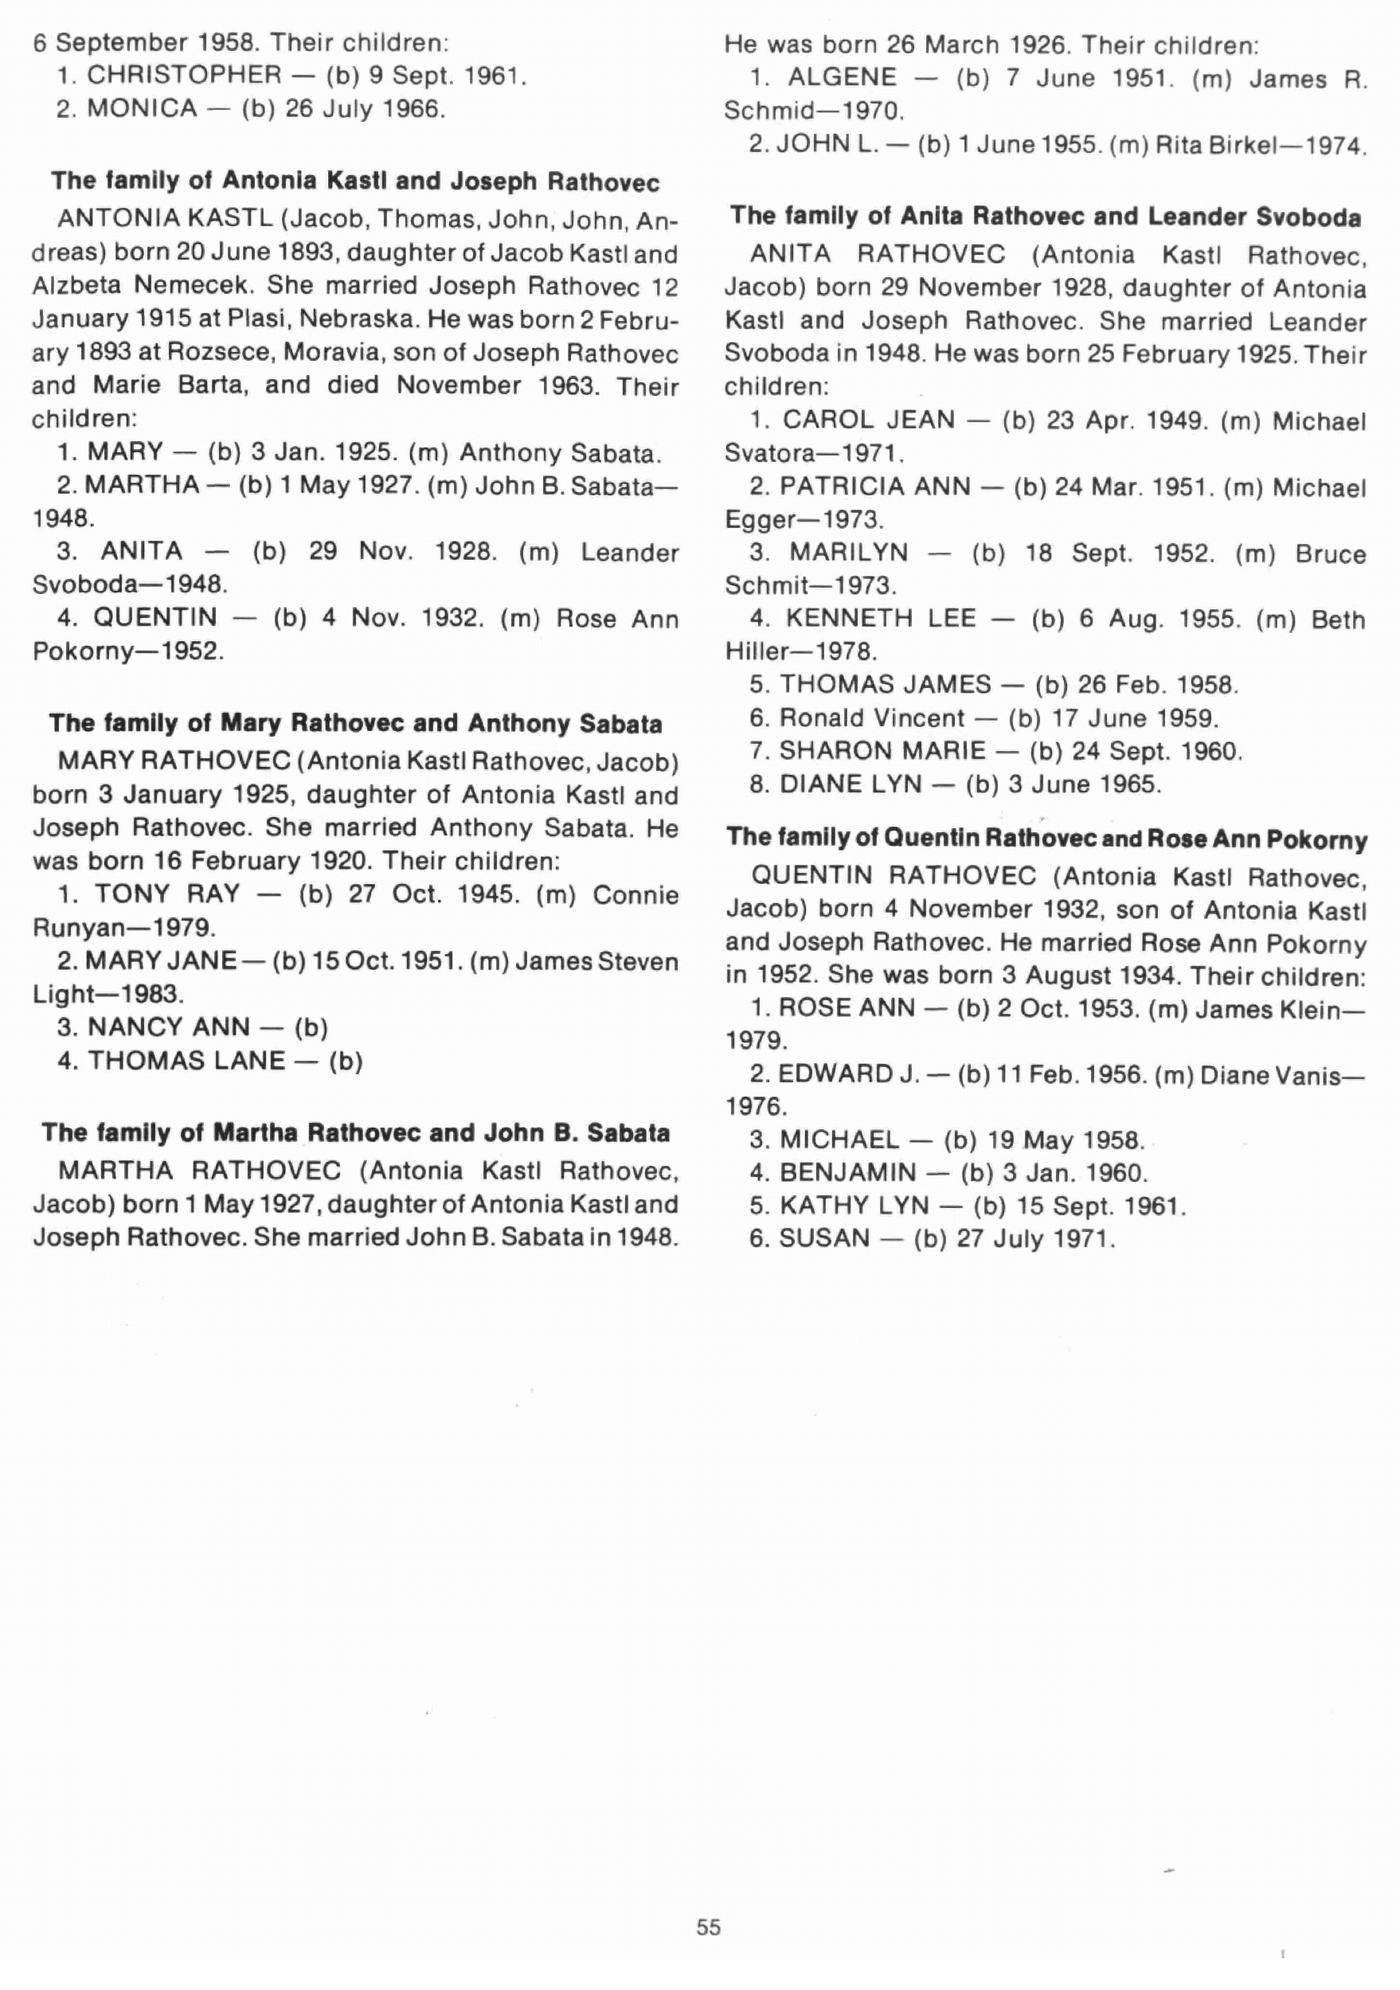 6 September 1958. Their children:
1. CHRISTOPHER — (b) 9 Sept. 1961.
2. MONICA — (b) 26 July 1966.
The family of Antonia Kastl and Joseph Rathovec
ANTONIA KASTL (Jacob, Thomas, John, John, An-
dreas) born 20 June 1893, daughter of Jacob Kastl and
Alzbeta Nemecek. She married Joseph Rathovec 12
January 1915 at Plasi, Nebraska. He was born 2 Febru-
ary 1893 at Rozsece, Moravia, son of Joseph Rathovec
and Marie Barta, and died November 1963. Their
children:
1. MARY — (b) 3 Jan. 1925. (m) Anthony Sabata.
2. MARTHA — (b) 1 May 1927. (m) John B. Sabata—
1948.
3. ANITA — (b) 29 Nov. 1928. (m) Leander
Svoboda—1948.
4. QUENTIN — (b) 4 Nov. 1932. (m) Rose Ann
Pokorny—1952.
The family of Mary Rathovec and Anthony Sabata
MARY RATHOVEC (Antonia Kastl Rathovec, Jacob)
born 3 January 1925, daughter of Antonia Kastl and
Joseph Rathovec. She married Anthony Sabata. He
was born 16 February 1920. Their children:
1. TONY RAY — (b) 27 Oct. 1945. (m) Connie
Runyan—1979.
2. MARY JANE — (b) 15 Oct. 1951. (m) James Steven
Light—1983.
3. NANCY ANN — (b)
4. THOMAS LANE — (b)
The family of Martha Rathovec and John B. Sabata
MARTHA RATHOVEC (Antonia Kastl Rathovec,
Jacob) born 1 May 1927, daughter of Antonia Kastl and
Joseph Rathovec. She married John B. Sabata in 1948.
He was born 26 March 1926. Their children:
1. ALGENE — (b) 7 June 1951. (m) James R.
Schmid—1970.
2. JOHN L. — (b) 1 June 1955. (m) Rita Birkel—1974.
The family of Anita Rathovec and Leander Svoboda
ANITA RATHOVEC (Antonia Kastl Rathovec,
Jacob) born 29 November 1928, daughter of Antonia
Kastl and Joseph Rathovec. She married Leander
Svoboda in 1948. He was born 25 February 1925. Their
children:
1. CAROL JEAN — (b) 23 Apr. 1949. (m) Michael
Svatora—1971.
2. PATRICIA ANN — (b) 24 Mar. 1951. (m) Michael
Egger—1973.
3. MARILYN — (b) 18 Sept. 1952. (m) Bruce
Schmit—1973.
4. KENNETH LEE — (b) 6 Aug. 1955. (m) Beth
Hiller—1978.
5. THOMAS JAMES — (b) 26 Feb. 1958.
6. Ronald Vincent — (b) 17 June 1959.
7. SHARON MARIE — (b) 24 Sept. 1960.
8. DIANE LYN — (b) 3 June 1965.
The family of Quentin Rathovec and Rose Ann Pokorny
QUENTIN RATHOVEC (Antonia Kastl Rathovec,
Jacob) born 4 November 1932, son of Antonia Kastl
and Joseph Rathovec. He married Rose Ann Pokorny
in 1952. She was born 3 August 1934. Their children:
1. ROSE ANN — (b) 2 Oct. 1953. (m) James Klein—
1979.
2. EDWARD J. — (b) 11 Feb. 1956. (m) Diane Vanis—
1976.
3. MICHAEL — (b) 19 May 1958.
4. BENJAMIN — (b) 3 Jan. 1960.
5. KATHY LYN — (b) 15 Sept. 1961.
6. SUSAN — (b) 27 July 1971.
55